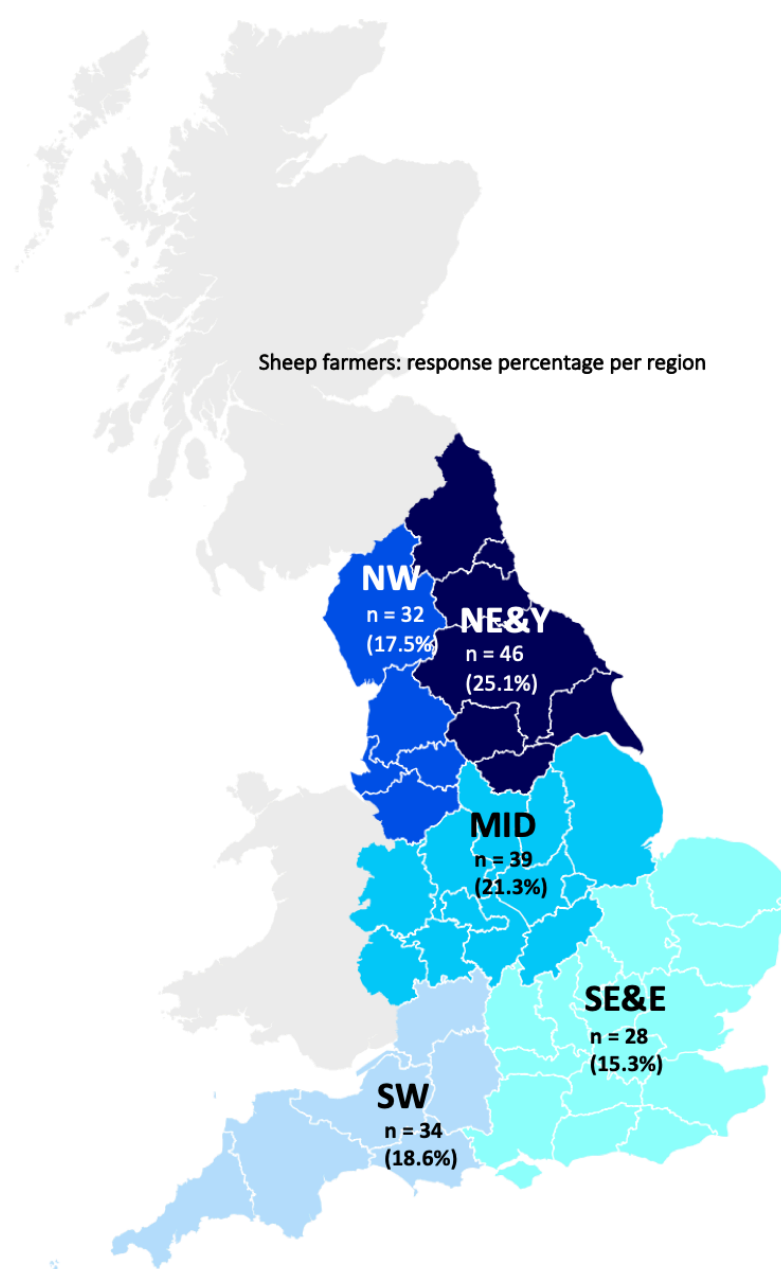 Sheep farmers: response percentage per region
NW
n = 32
(17.5%)
NE&Y
n = 46
(25.1%)
MID
n = 39
(21.3%)
SE&E
n = 28
(15.3%)
SW
n = 34
(18.6%)